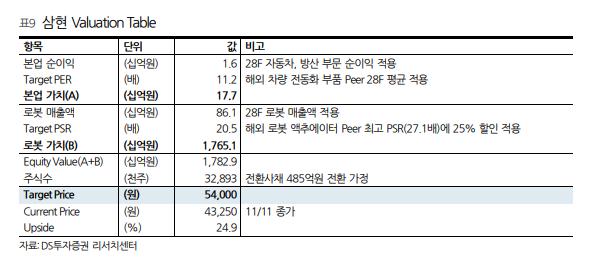 표9 삼현 Valuation Table
항목 단위 값 비고
본업 순이익 (십억원) 1.6 28F 자동차, 방산 부문 순이익 적용
Target PER (배) 11.2 해외 차량 전동화 부품 Peer 28F 평균 적용
본업 가치(A) (십억원) 17.7
로봇 매출액 (십억원) 86.1 28F 로봇 매출액 적용
Target PSR (배) 20.5 해외 로봇 액추에이터 Peer 최고 PSR(27.1배)에 25% 할인 적용
로봇 가치(B) (십억원) 1,765.1
Equity Value(A+B) (십억원) 1,782.9
주식수 (천주) 32,893 전환사채 485억원 전환 가정
Target Price (원) 54,000
Current Price (원) 43,250 11/11 종가
Upside (%) 24.9
자료: DS투자증권 리서치센터